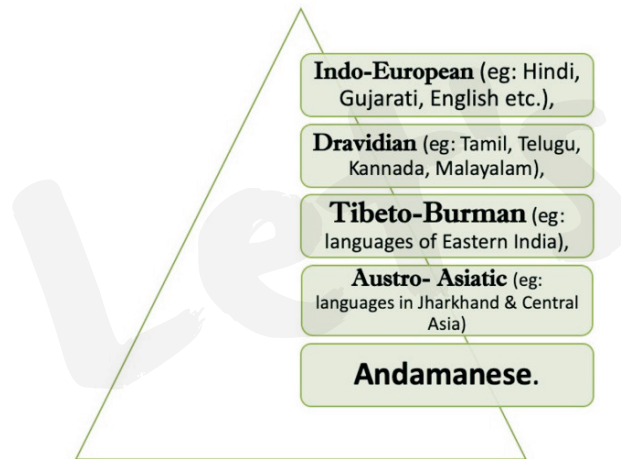 Indo-European (eg: Hindi,
Gujarati, English etc.),
Dravidian (eg: Tamil, Telugu,
Kannada, Malayalam),
Tibeto-Burman (eg:
languages of Eastern India),
Austro- Asiatic (eg:
languages in Jharkhand & Central
Asia)
Andamanese.
Let's